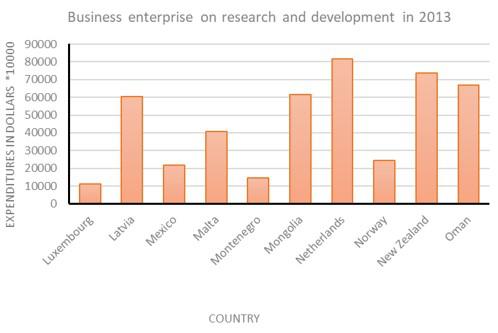 Business enterprise on research and development in 2013
EXPENDITURES IN DOLLARS *10000
90000
80000
70000
60000
50000
40000
30000
20000
10000
0
Luxembourg
Latvia
Mexico
Malta
Montenegro
Mongolia
Netherlands
Norway
New Zealand
Oman
COUNTRY